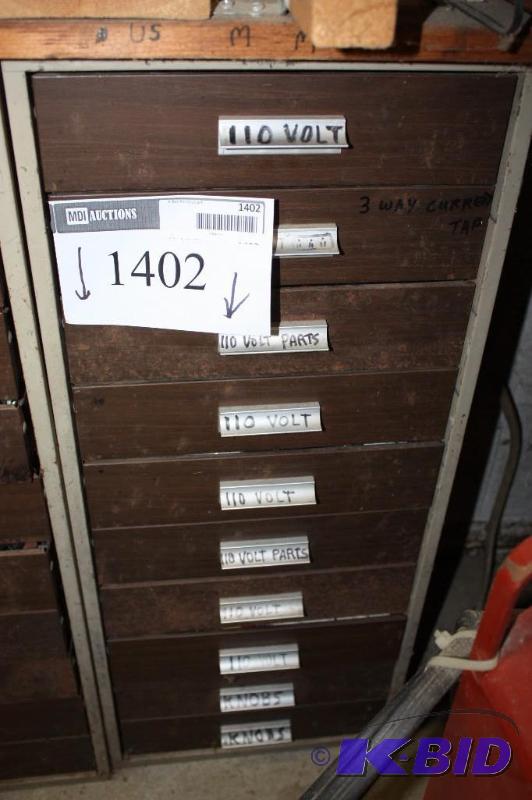 US M M
110 VOLT
3 WAY CURRENT
TAP
MDI AUCTIONS
1402
1402
110 VOLT PARTS
110 VOLT
110 VOLT
110 VOLT PARTS
110 VOLT
110 VOLT
KNOBS
KNOBS
© K-BID